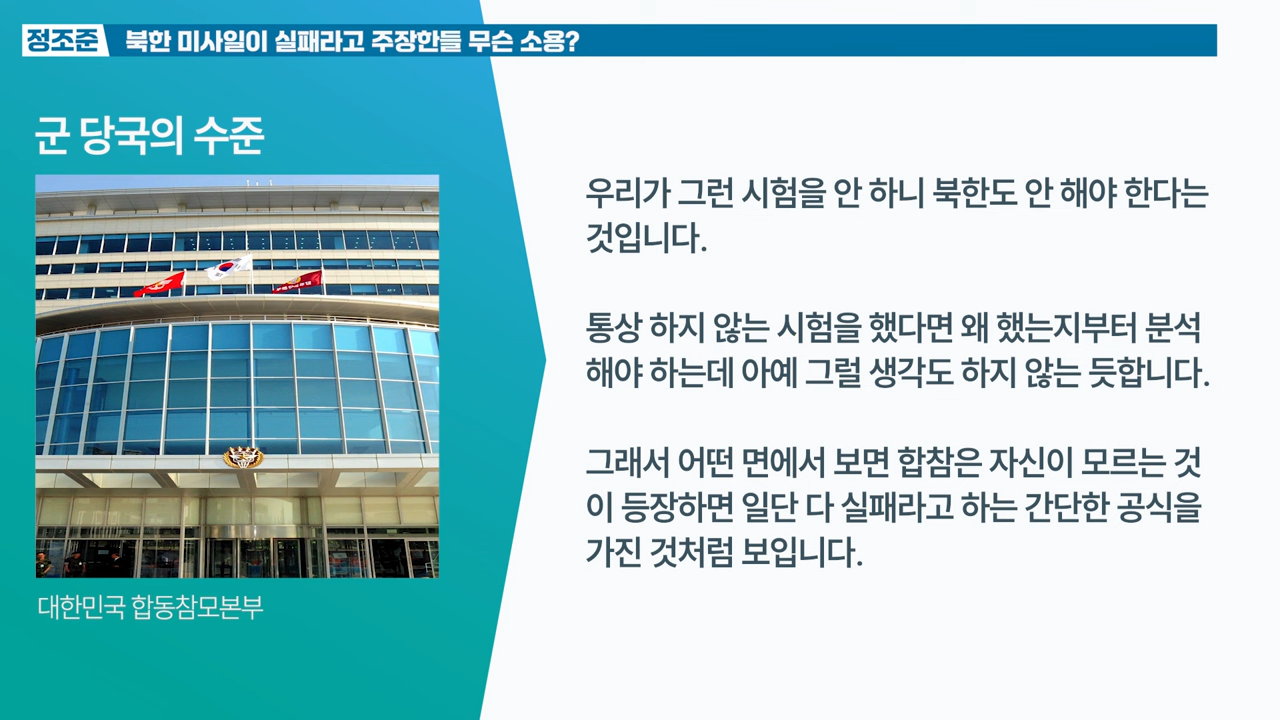 정조준 북한 미사일이 실패라고 주장한들 무슨 소용?
군 당국의 수준
우리가 그런 시험을 안 하니 북한도 안 해야 한다는
것입니다.
통상 하지 않는 시험을 했다면 왜 했는지부터 분석
해야 하는데 아예 그럴 생각도 하지 않는 듯합니다.
그래서 어떤 면에서 보면 합참은 자신이 모르는 것
이 등장하면 일단 다 실패라고 하는 간단한 공식을
가진 것처럼 보입니다.
대한민국 합동참모본부